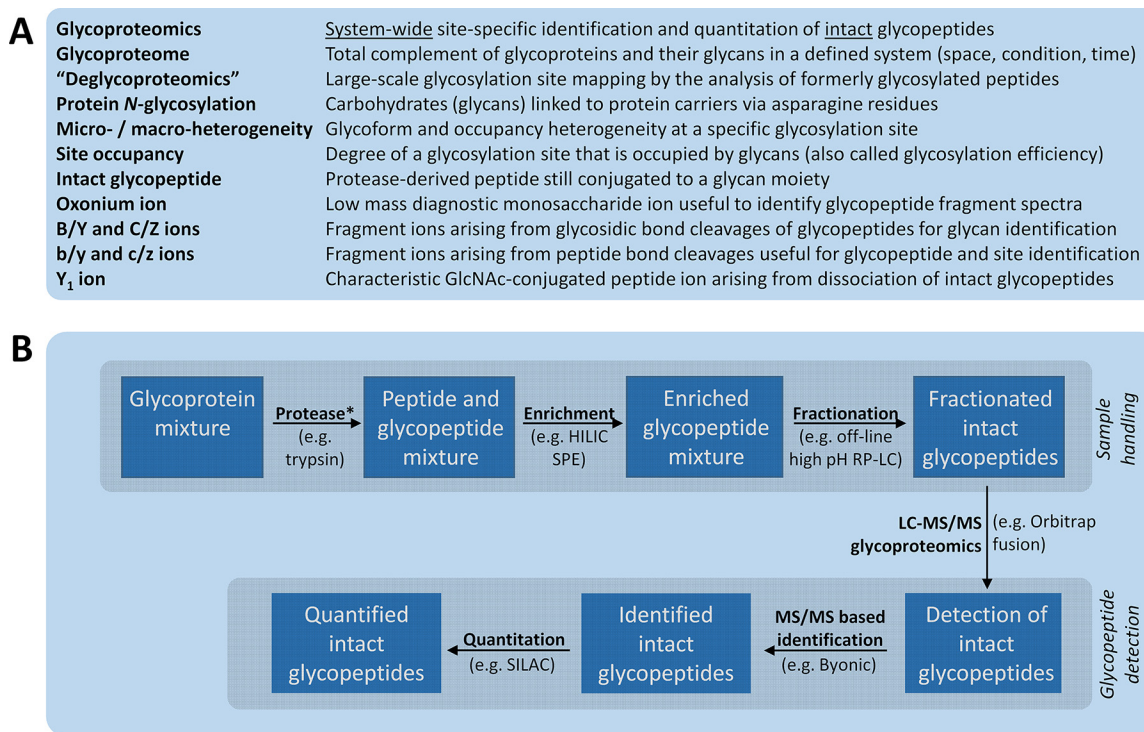 A
Glycoproteomics System-wide site-specific identification and quantitation of intact glycopeptides
Glycoproteome Total complement of glycoproteins and their glycans in a defined system (space, condition, time)
“Deglycoproteomics” Large-scale glycosylation site mapping by the analysis of formerly glycosylated peptides
Protein N-glycosylation Carbohydrates (glycans) linked to protein carriers via asparagine residues
Micro- / macro-heterogeneity Glycoform and occupancy heterogeneity at a specific glycosylation site
Site occupancy Degree of a glycosylation site that is occupied by glycans (also called glycosylation efficiency)
Intact glycopeptide Protease-derived peptide still conjugated to a glycan moiety
Oxonium ion Low mass diagnostic monosaccharide ion useful to identify glycopeptide fragment spectra
B/Y and C/Z ions Fragment ions arising from glycosidic bond cleavages of glycopeptides for glycan identification
b/y and c/z ions Fragment ions arising from peptide bond cleavages useful for glycopeptide and site identification
Y1 ion Characteristic GlcNAc-conjugated peptide ion arising from dissociation of intact glycopeptides
B
Glycoprotein
mixture
Protease*
(e.g.
trypsin)
Peptide and
glycopeptide
mixture
Enrichment
(e.g. HILIC
SPE)
Enriched
glycopeptide
mixture
Fractionation
(e.g. off-line
high pH RP-LC)
Fractionated
intact
glycopeptides
Sample
handling
LC-MS/MS
glycoproteomics
(e.g. Orbitrap
fusion)
Detection of
intact
glycopeptides
MS/MS based
identification
(e.g. Byonic)
Identified
intact
glycopeptides
Quantitation
(e.g. SILAC)
Quantified
intact
glycopeptides
Glycopeptide
detection